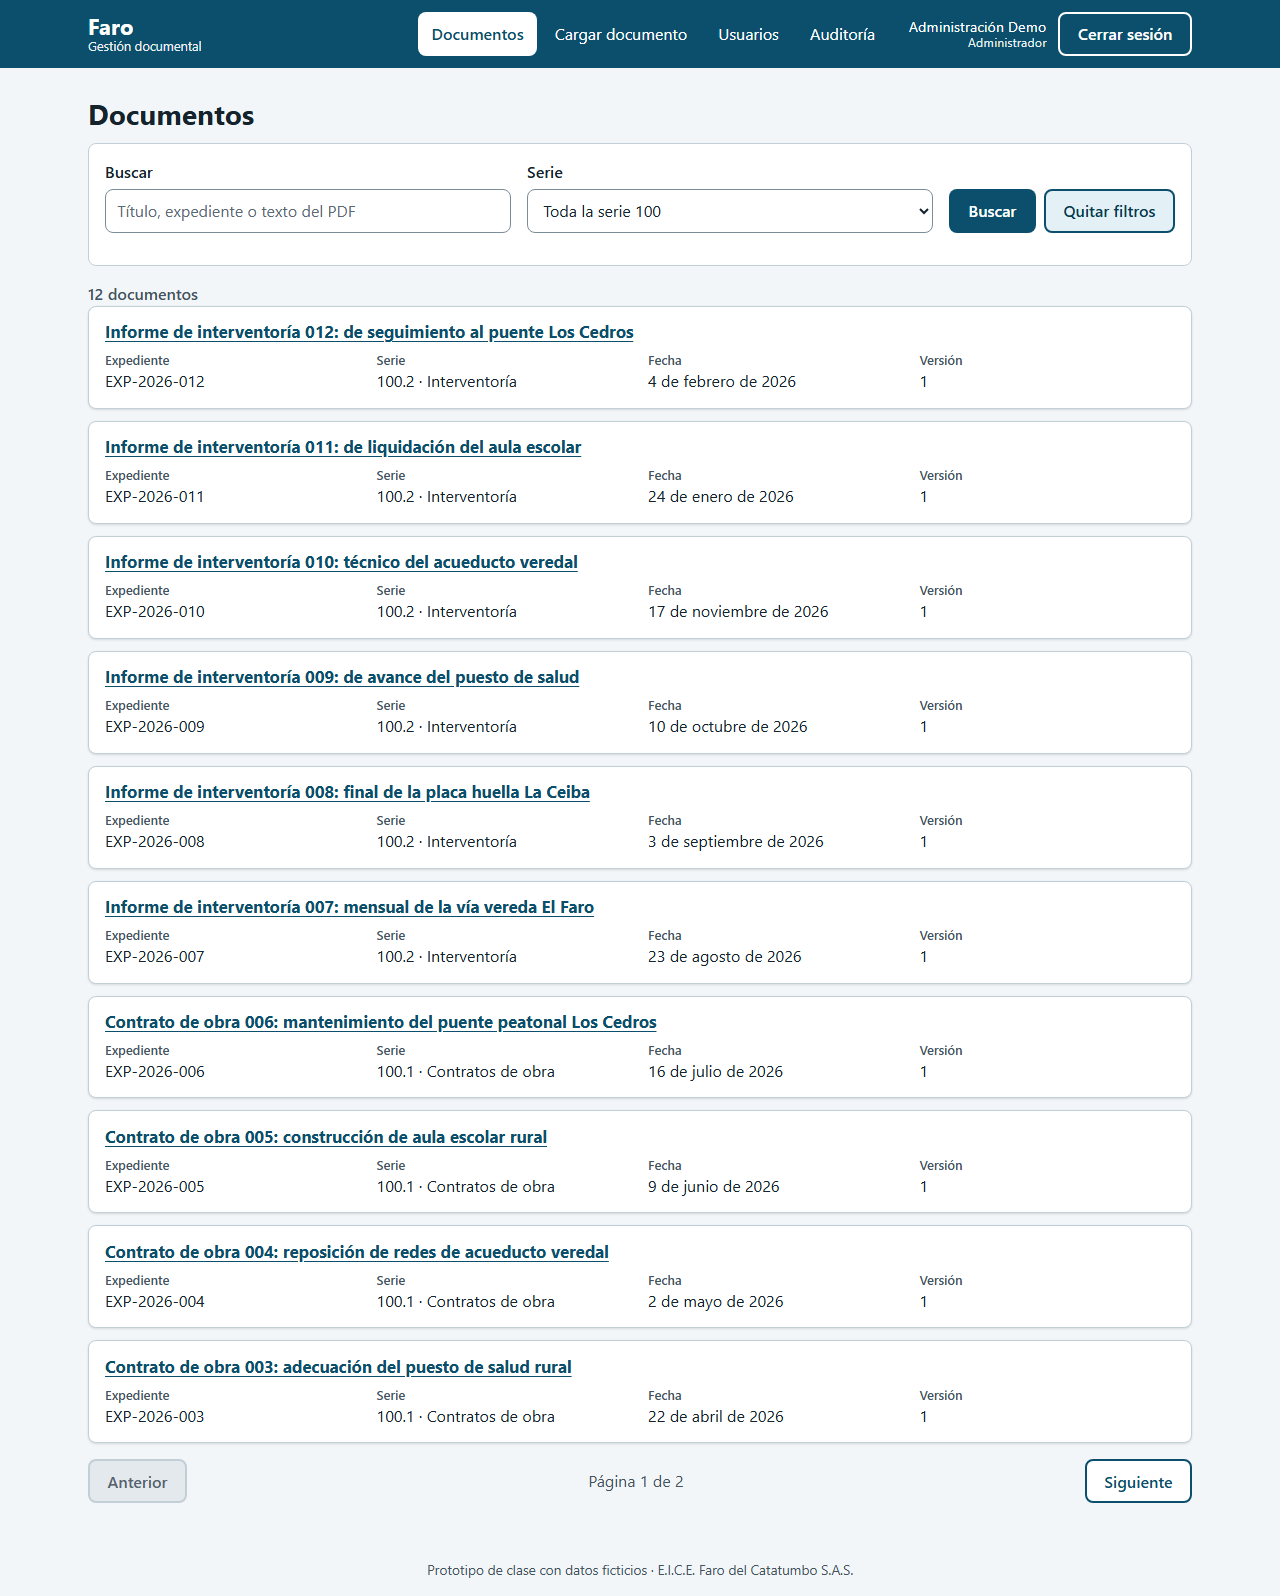 Faro
Gestión documental
Documentos
Cargar documento
Usuarios
Auditoría
Administración Demo
Administrador
Cerrar sesión
Documentos
Buscar
Serie
Título, expediente o texto del PDF
Toda la serie 100
Buscar
Quitar filtros
12 documentos
Informe de interventoría 012: de seguimiento al puente Los Cedros
Expediente Serie Fecha Versión
EXP-2026-012 100.2 · Interventoría 4 de febrero de 2026 1
Informe de interventoría 011: de liquidación del aula escolar
Expediente Serie Fecha Versión
EXP-2026-011 100.2 · Interventoría 24 de enero de 2026 1
Informe de interventoría 010: técnico del acueducto veredal
Expediente Serie Fecha Versión
EXP-2026-010 100.2 · Interventoría 17 de noviembre de 2026 1
Informe de interventoría 009: de avance del puesto de salud
Expediente Serie Fecha Versión
EXP-2026-009 100.2 · Interventoría 10 de octubre de 2026 1
Informe de interventoría 008: final de la placa huella La Ceiba
Expediente Serie Fecha Versión
EXP-2026-008 100.2 · Interventoría 3 de septiembre de 2026 1
Informe de interventoría 007: mensual de la vía vereda El Faro
Expediente Serie Fecha Versión
EXP-2026-007 100.2 · Interventoría 23 de agosto de 2026 1
Contrato de obra 006: mantenimiento del puente peatonal Los Cedros
Expediente Serie Fecha Versión
EXP-2026-006 100.1 · Contratos de obra 16 de julio de 2026 1
Contrato de obra 005: construcción de aula escolar rural
Expediente Serie Fecha Versión
EXP-2026-005 100.1 · Contratos de obra 9 de junio de 2026 1
Contrato de obra 004: reposición de redes de acueducto veredal
Expediente Serie Fecha Versión
EXP-2026-004 100.1 · Contratos de obra 2 de mayo de 2026 1
Contrato de obra 003: adecuación del puesto de salud rural
Expediente Serie Fecha Versión
EXP-2026-003 100.1 · Contratos de obra 22 de abril de 2026 1
Anterior
Página 1 de 2
Siguiente
Prototipo de clase con datos ficticios · E.I.C.E. Faro del Catatumbo S.A.S.